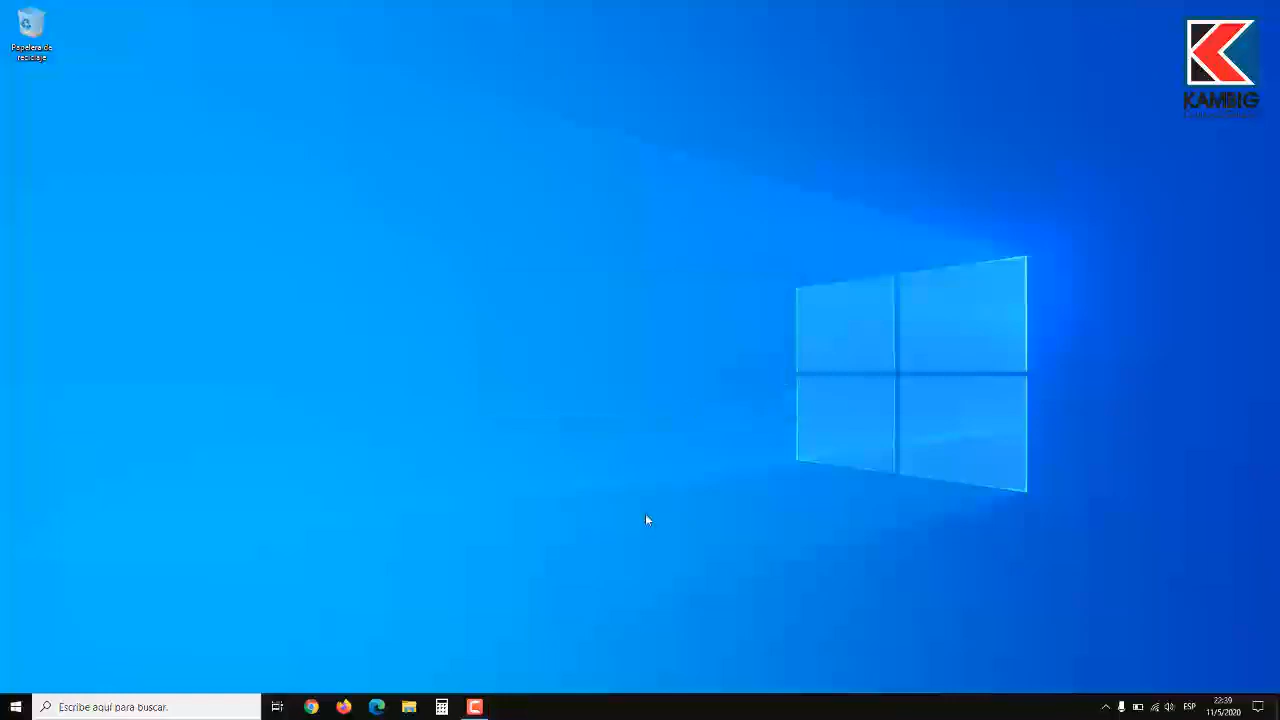 Papelera de
reciclaje
KAMBIG
Escribe aquí para buscar.
ESP
22:39
11/5/2020